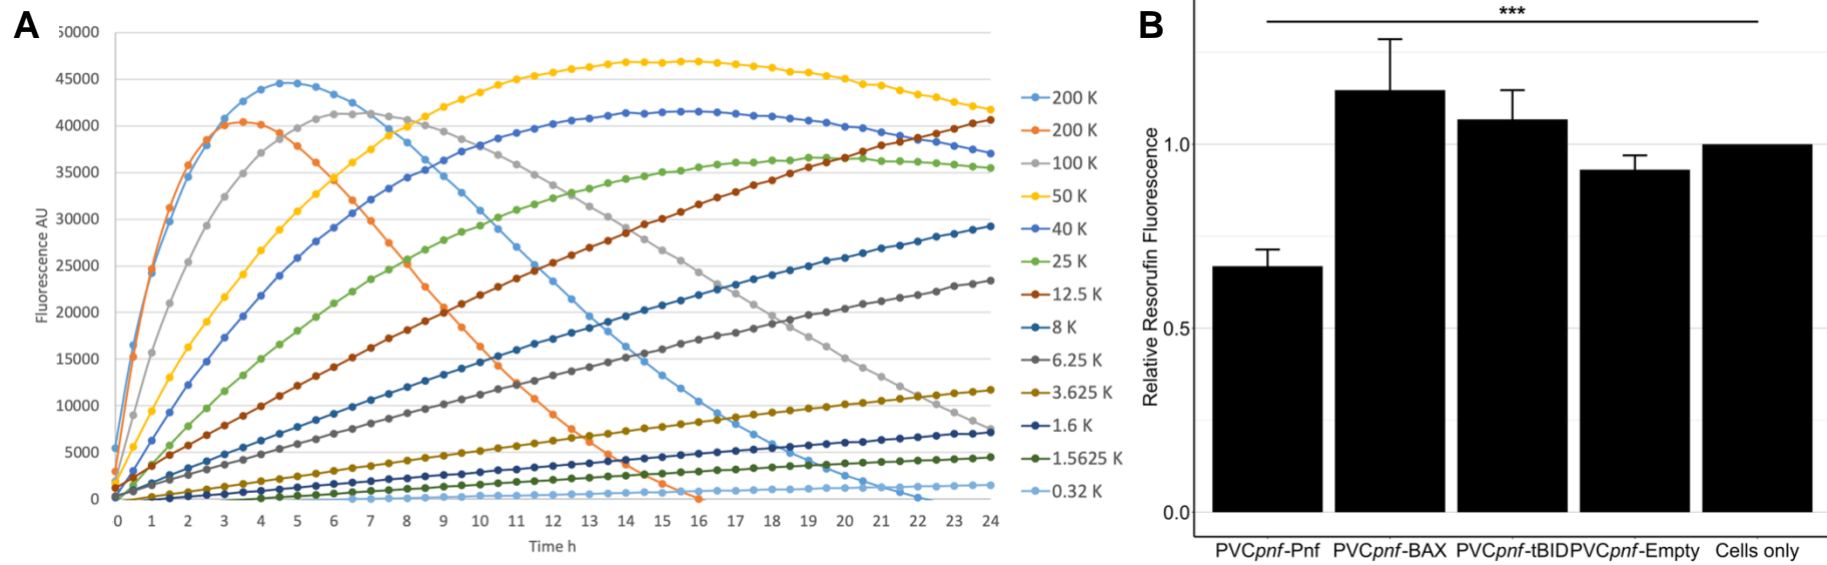 A
50000
45000
40000
35000
30000
25000
20000
15000
10000
5000
0
Fluorescence AU
0 1 2 3 4 5 6 7 8 9 10 11 12 13 14 15 16 17 18 19 20 21 22 23 24
Time h
200 K
200 K
100 K
50 K
40 K
25 K
12.5 K
8 K
6.25 K
3.625 K
1.6 K
1.5625 K
0.32 K
B
***
Relative Resorufin Fluorescence
1.0
0.5
0.0
PVCpnf-Pnf PVCpnf-BAX PVCpnf-tBID PVCpnf-Empty Cells only